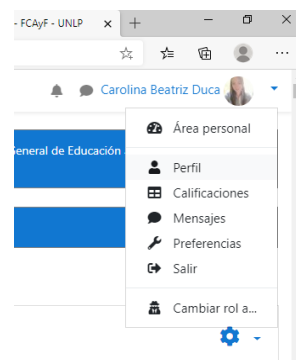 - FCAyF - UNLP
Carolina Beatriz Duca
Área personal
General de Educación
Perfil
Calificaciones
Mensajes
Preferencias
Salir
Cambiar rol a...